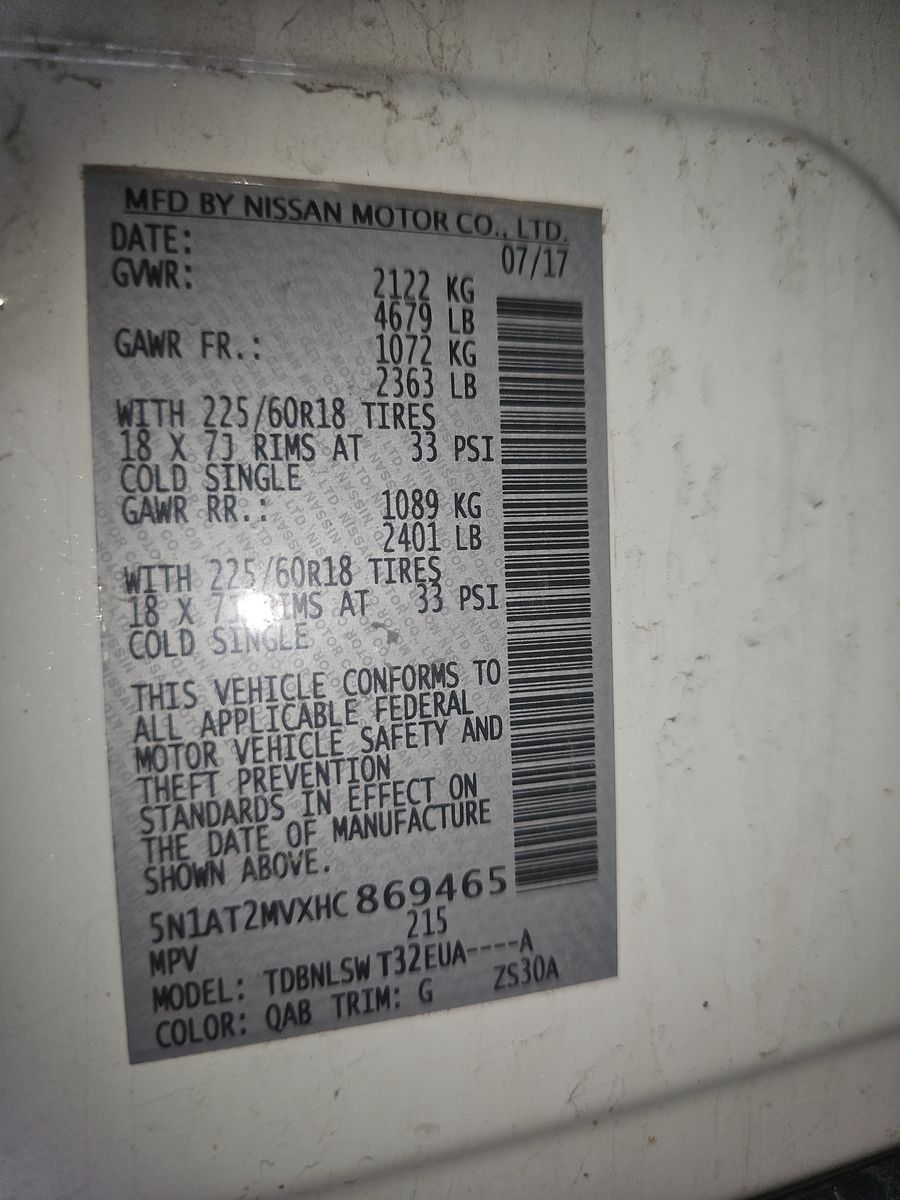 MFD BY NISSAN MOTOR CO., LTD.
DATE: 07/17
GVWR: 2122 KG
4679 LB
GAWR FR.: 1072 KG
2363 LB
WITH 225/60R18 TIRES
18 X 7J RIMS AT 33 PSI
COLD SINGLE
GAWR RR.: 1089 KG
2401 LB
WITH 225/60R18 TIRES
18 X 7J RIMS AT 33 PSI
COLD SINGLE
THIS VEHICLE CONFORMS TO
ALL APPLICABLE FEDERAL
MOTOR VEHICLE SAFETY AND
THEFT PREVENTION
STANDARDS IN EFFECT ON
THE DATE OF MANUFACTURE
SHOWN ABOVE.
5N1AT2MVXHC869465
MPV 215
MODEL: TDBNLSW T32EUA----A
COLOR: QAB TRIM: G ZS30A